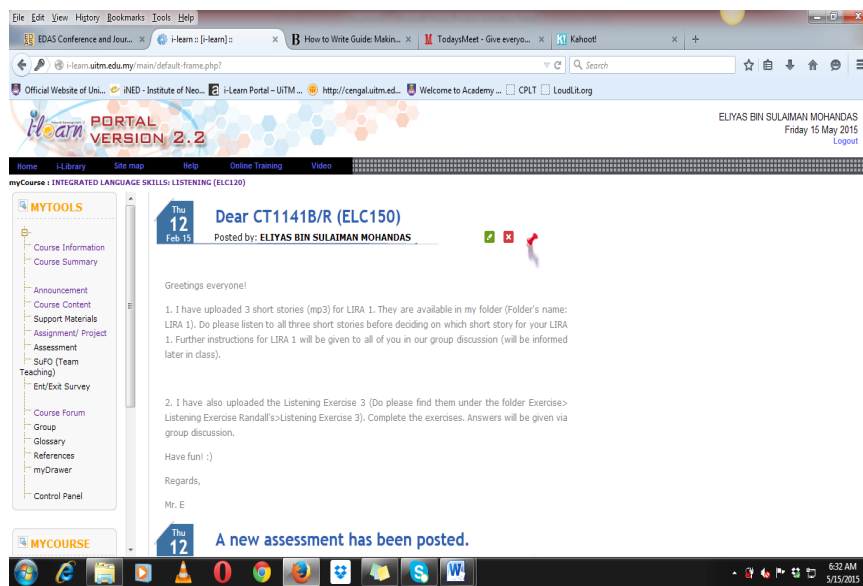 File Edit View History Bookmarks Tools Help
EDAS Conference and Jour... × i-learn :: [i-learn] :: × How to Write Guide: Makin... × TodaysMeet - Give everyo... × Kahoot! × +
i-learn.uitm.edu.my/main/default-frame.php? Search
Official Website of Uni... iNED - Institute of Neo... i-Learn Portal – UiTM ... http://cengal.uitm.ed... Welcome to Academy ... CPLT LoudLit.org
i-Learn PORTAL
VERSION 2.2
ELIYAS BIN SULAIMAN MOHANDAS
Friday 15 May 2015
Logout
Home i-Library Site map Help Online Training Video
myCourse : INTEGRATED LANGUAGE SKILLS: LISTENING (ELC120)
MYTOOLS
Course Information
Course Summary
Announcement
Course Content
Support Materials
Assignment/ Project
Assessment
SuFO (Team
Teaching)
Ent/Exit Survey
Course Forum
Group
Glossary
References
myDrawer
Control Panel
MYCOURSE
Thu
12
Feb 15
Dear CT1141B/R (ELC150)
Posted by: ELIYAS BIN SULAIMAN MOHANDAS
Greetings everyone!
1. I have uploaded 3 short stories (mp3) for LIRA 1. They are available in my folder (Folder's name:
LIRA 1). Do please listen to all three short stories before deciding on which short story for your LIRA
1. Further instructions for LIRA 1 will be given to all of you in our group discussion (will be informed
later in class).
2. I have also uploaded the Listening Exercise 3 (Do please find them under the folder Exercise>
Listening Exercise Randall's>Listening Exercise 3). Complete the exercises. Answers will be given via
group discussion.
Have fun! :)
Regards,
Mr. E
Thu
12
A new assessment has been posted.
6:32 AM
5/15/2015